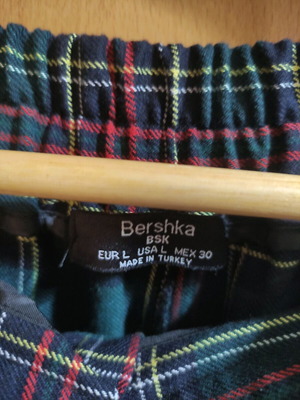 Bershka
BSK
EUR L USA L MEX 30
MADE IN TURKEY